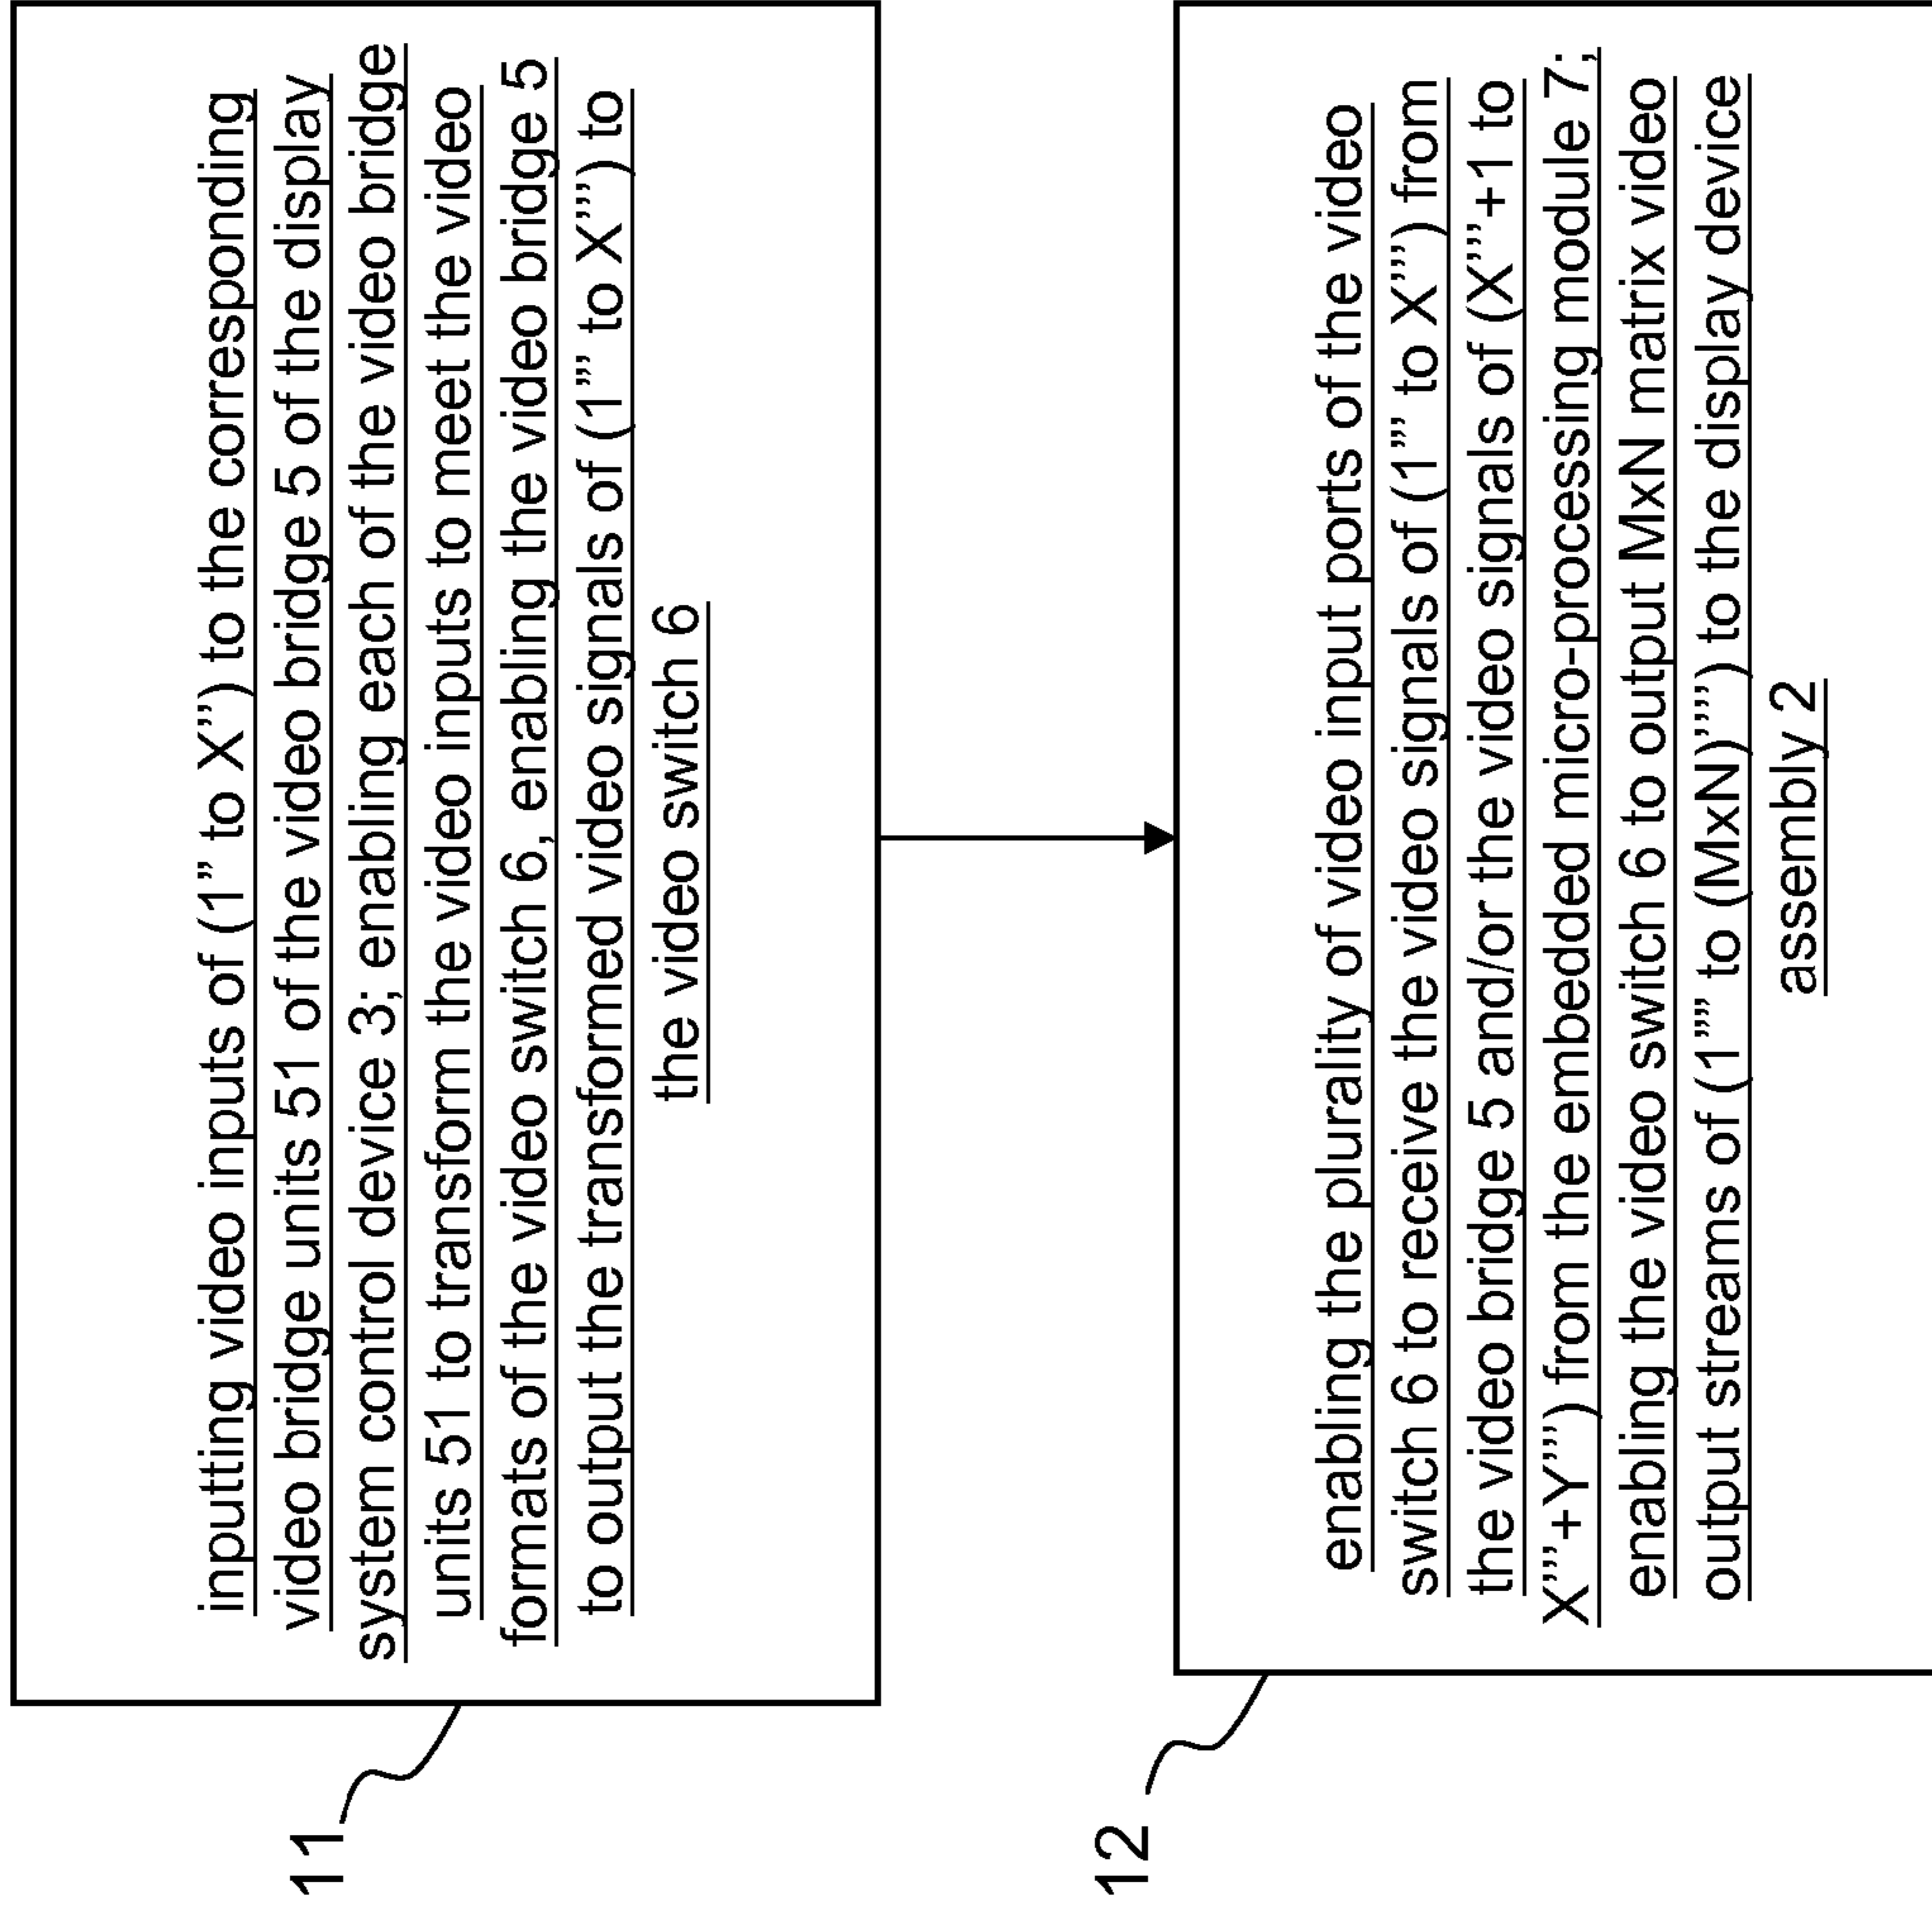 11
inputting video inputs of (1” to X”) to the corresponding
video bridge units 51 of the video bridge 5 of the display
system control device 3; enabling each of the video bridge
units 51 to transform the video inputs to meet the video
formats of the video switch 6, enabling the video bridge 5
to output the transformed video signals of (1”’ to X”’) to
the video switch 6
12
enabling the plurality of video input ports of the video
switch 6 to receive the video signals of (1”’ to X”’) from
the video bridge 5 and/or the video signals of (X”’+1 to
X”’+Y”’) from the embedded micro-processing module 7;
enabling the video switch 6 to output MxN matrix video
output streams of (1”” to (MxN)””) to the display device
assembly 2